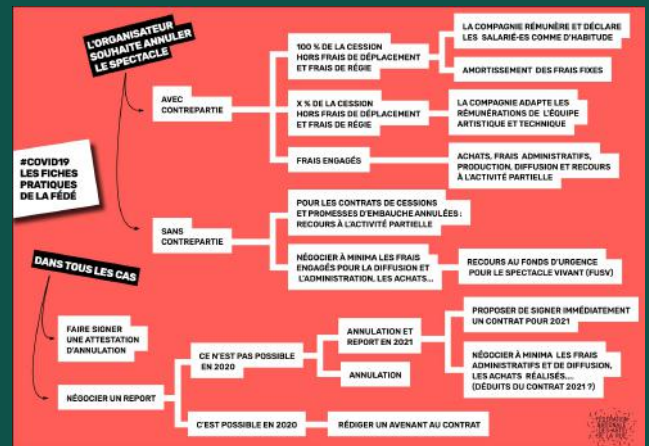 L'ORGANISATEUR
SOUHAITE ANNULER
LE SPECTACLE
100 % DE LA CESSION
HORS FRAIS DE DÉPLACEMENT
ET FRAIS DE RÉGIE
LA COMPAGNIE RÉMUNÈRE ET DÉCLARE
LES SALARIÉ-ES COMME D'HABITUDE
AMORTISSEMENT DES FRAIS FIXES
AVEC
CONTREPARTIE
X % DE LA CESSION
HORS FRAIS DE DÉPLACEMENT
ET FRAIS DE RÉGIE
LA COMPAGNIE ADAPTE LES
RÉMUNÉRATIONS DE L'ÉQUIPE
ARTISTIQUE ET TECHNIQUE
FRAIS ENGAGÉS
ACHATS, FRAIS ADMINISTRATIFS,
PRODUCTION, DIFFUSION ET RECOURS
À L'ACTIVITÉ PARTIELLE
#COVID19
LES FICHES
PRATIQUES
DE LA FÉDÉ
SANS
CONTREPARTIE
POUR LES CONTRATS DE CESSIONS
ET PROMESSES D'EMBAUCHE ANNULÉES :
RECOURS À L'ACTIVITÉ PARTIELLE
NÉGOCIER À MINIMA LES FRAIS
ENGAGÉS POUR LA DIFFUSION ET
L'ADMINISTRATION, LES ACHATS...
RECOURS AU FONDS D'URGENCE
POUR LE SPECTACLE VIVANT (FUSV)
DANS TOUS LES CAS
FAIRE SIGNER
UNE ATTESTATION
D'ANNULATION
NÉGOCIER UN REPORT
CE N'EST PAS POSSIBLE
EN 2020
ANNULATION ET
REPORT EN 2021
PROPOSER DE SIGNER IMMÉDIATEMENT
UN CONTRAT POUR 2021
NÉGOCIER À MINIMA LES FRAIS
ADMINISTRATIFS ET DE DIFFUSION,
LES ACHATS RÉALISÉS....
(DÉDUITS DU CONTRAT 2021 ?)
ANNULATION
C'EST POSSIBLE EN 2020
RÉDIGER UN AVENANT AU CONTRAT